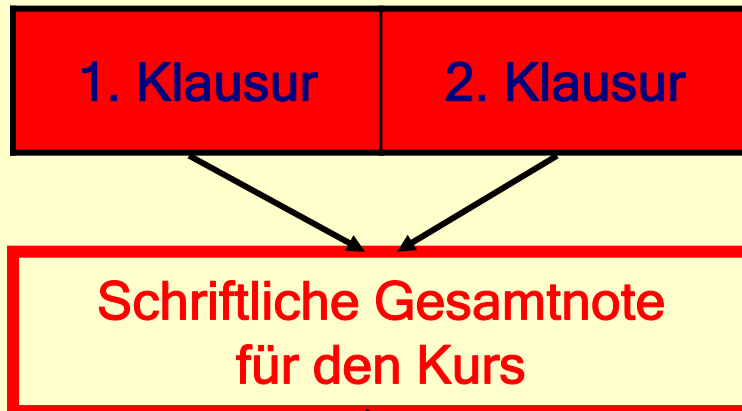 1. Klausur 2. Klausur
Schriftliche Gesamtnote
für den Kurs